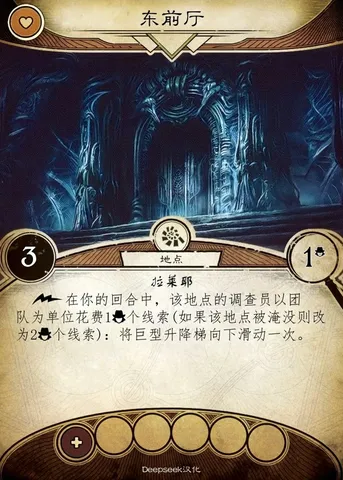 东前厅
3
地点
1
拉莱耶
在你的回合中，该地点的调查员以团
队为单位花费1个线索(如果该地点被淹没则改
为2个线索)：将巨型升降梯向下滑动一次。
Deepseek汉化